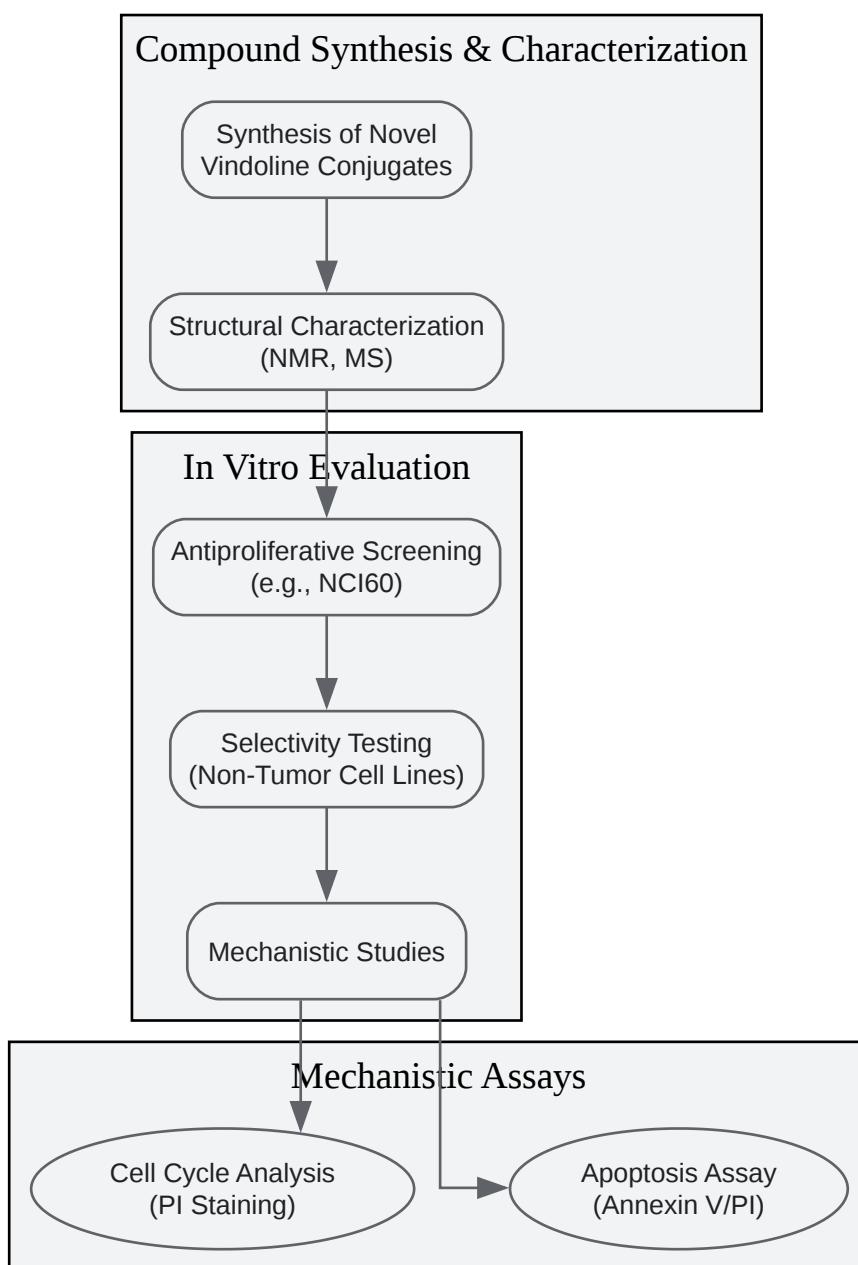 Compound Synthesis & Characterization
Synthesis of Novel
Vindoline Conjugates
Structural Characterization
(NMR, MS)
In Vitro Evaluation
Antiproliferative Screening
(e.g., NCI60)
Selectivity Testing
(Non-Tumor Cell Lines)
Mechanistic Studies
Mechanistic Assays
Cell Cycle Analysis
(PI Staining)
Apoptosis Assay
(Annexin V/PI)